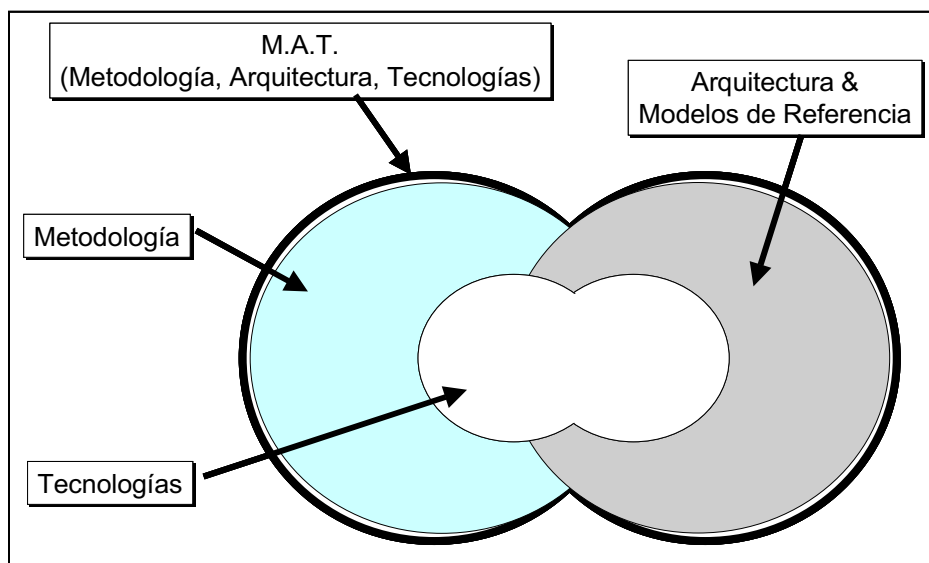 M.A.T.
(Metodología, Arquitectura, Tecnologías)
Arquitectura &
Modelos de Referencia
Metodología
Tecnologías